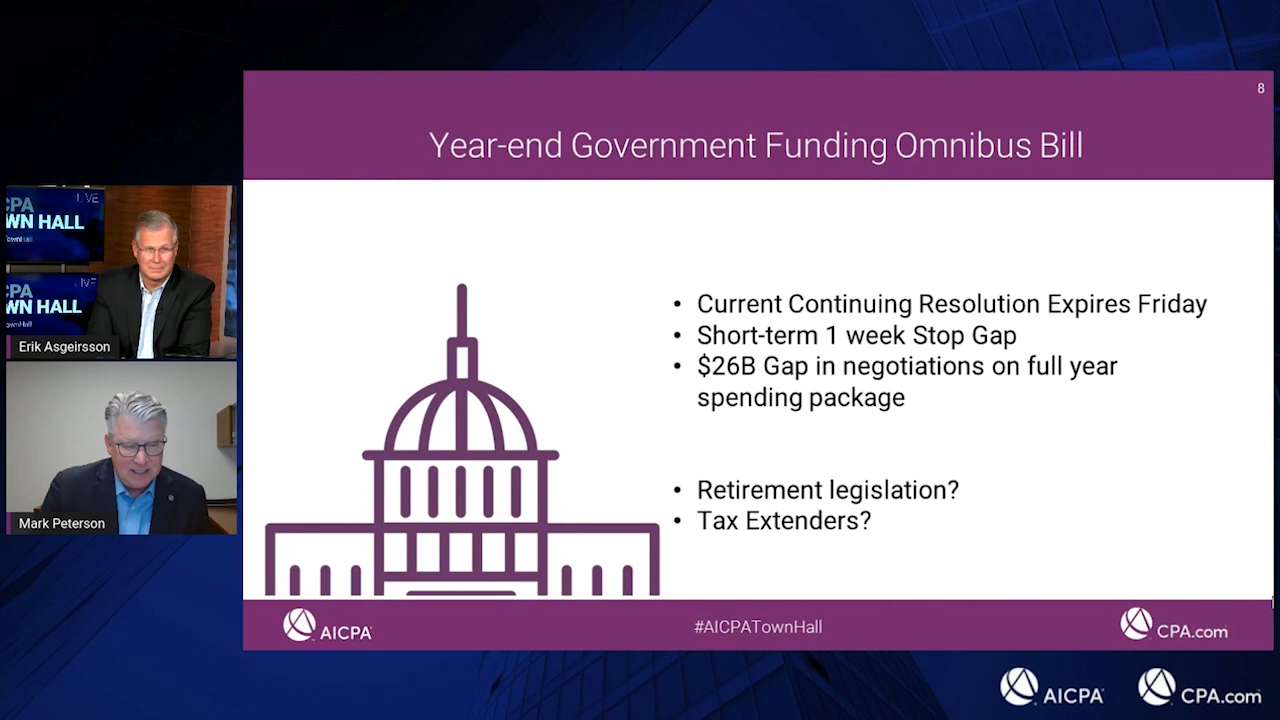 8
Year-end Government Funding Omnibus Bill
LIVE
CPA
WN HALL
LIVE
CPA
WN HALL
Erik Asgeirsson
Mark Peterson
• Current Continuing Resolution Expires Friday
• Short-term 1 week Stop Gap
• $26B Gap in negotiations on full year
spending package
• Retirement legislation?
• Tax Extenders?
AICPA
#AICPATownHall
CPA.com
AICPA
CPA.com